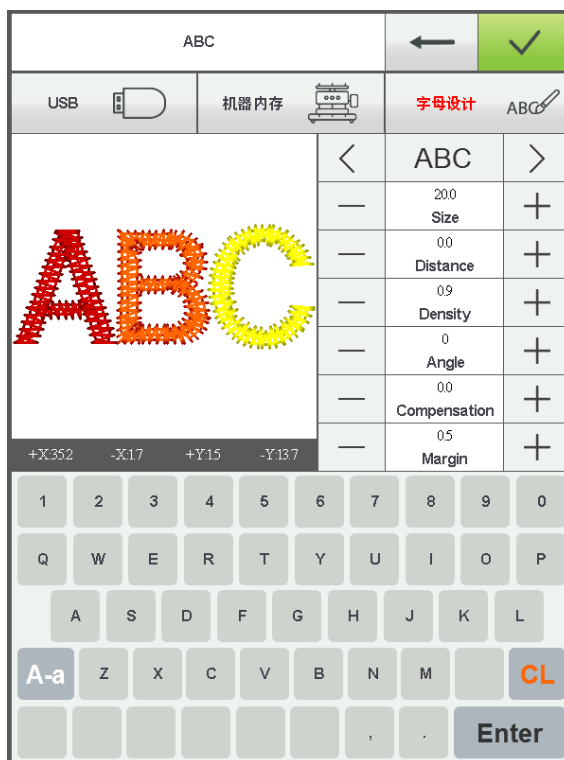 ABC
USB 机器内存 字母设计 ABC
ABC
ABC
20.0
Size
0.0
Distance
0.9
Density
0
Angle
0.0
Compensation
0.5
Margin
+X:35.2 -X:1.7 +Y:1.5 -Y:13.7
1 2 3 4 5 6 7 8 9 0
Q W E R T Y U I O P
A S D F G H J K L
A-a Z X C V B N M CL
, . Enter